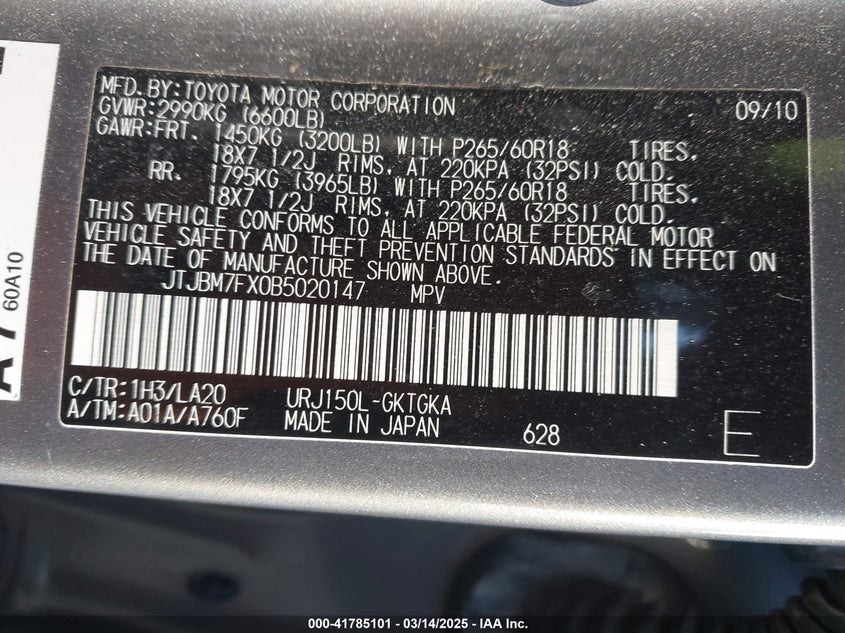 MFD.BY:TOYOTA MOTOR CORPORATION 09/10
GVWR:2990KG (6600LB)
GAWR:FRT. 1450KG (3200LB) WITH P265/60R18 TIRES,
18X7 1/2J RIMS, AT 220KPA (32PSI) COLD.
RR. 1795KG (3965LB) WITH P265/60R18 TIRES,
18X7 1/2J RIMS, AT 220KPA (32PSI) COLD.
THIS VEHICLE CONFORMS TO ALL APPLICABLE FEDERAL MOTOR
VEHICLE SAFETY AND THEFT PREVENTION STANDARDS IN EFFECT ON
THE DATE OF MANUFACTURE SHOWN ABOVE.
JTJBM7FX0B5020147 MPV
C/TR:1H3/LA20 URJ150L-GKTGKA
A/TM:A01A/A760F MADE IN JAPAN 628 E
60A10
000-41785101 - 03/14/2025 - IAA Inc.